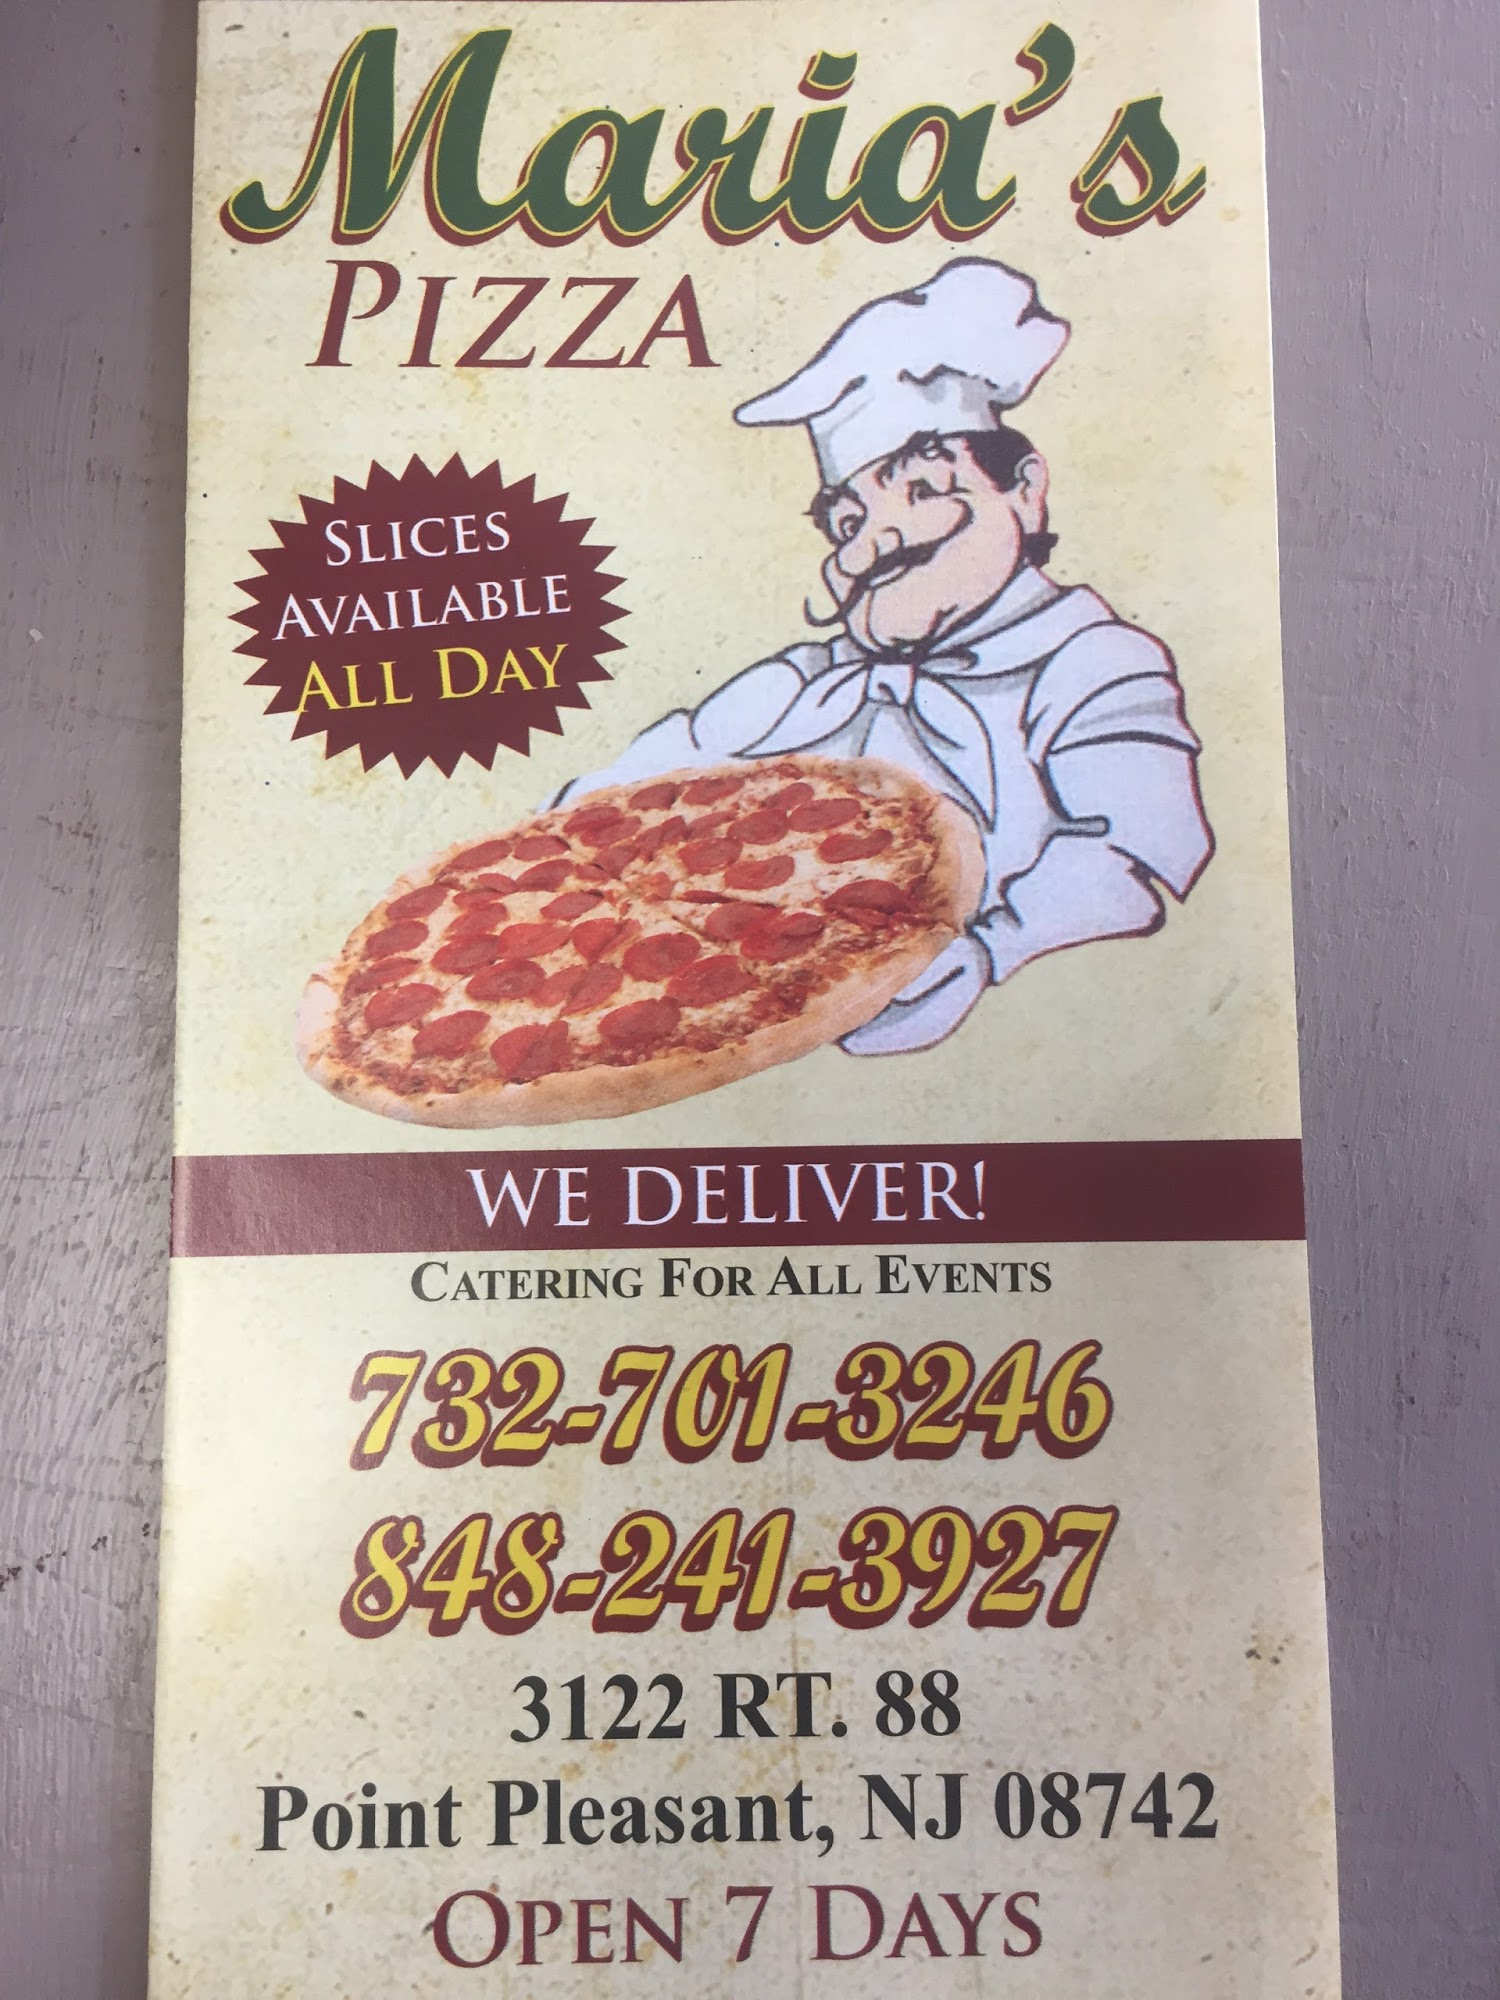 Maria's
PIZZA
SLICES
AVAILABLE
ALL DAY
WE DELIVER!
CATERING FOR ALL EVENTS
732-701-3246
848-241-3927
3122 RT. 88
Point Pleasant, NJ 08742
OPEN 7 DAYS